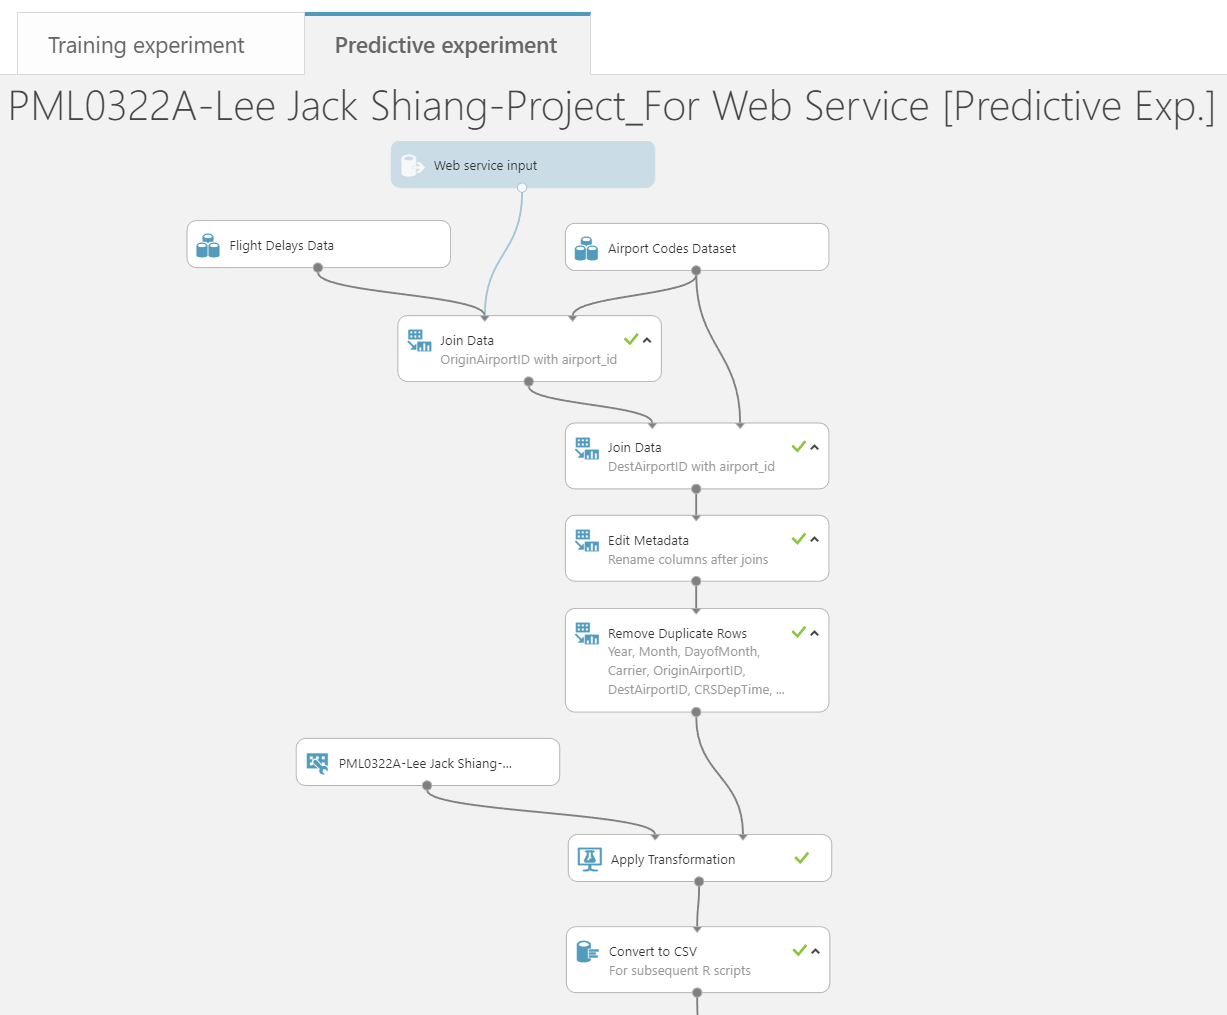 Training experiment
Predictive experiment
PML0322A-Lee Jack Shiang-Project_For Web Service [Predictive Exp.]
Web service input
Flight Delays Data
Airport Codes Dataset
Join Data
OriginAirportID with airport_id
Join Data
DestAirportID with airport_id
Edit Metadata
Rename columns after joins
Remove Duplicate Rows
Year, Month, DayofMonth,
Carrier, OriginAirportID,
DestAirportID, CRSDepTime, ...
PML0322A-Lee Jack Shiang-...
Apply Transformation
Convert to CSV
For subsequent R scripts